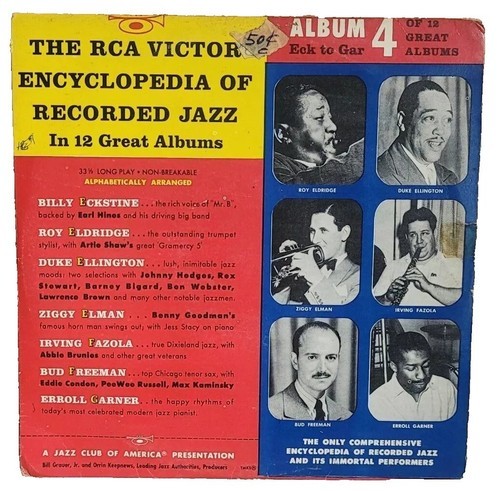 THE RCA VICTOR
ENCYCLOPEDIA OF
RECORDED JAZZ
In 12 Great Albums
50¢
ALBUM 4 OF 12 GREAT ALBUMS
Eck to Gar
33⅓ LONG PLAY • NON-BREAKABLE
ALPHABETICALLY ARRANGED
BILLY ECKSTINE . . . the rich voice of "Mr. B",
backed by Earl Hines and his driving big band
ROY ELDRIDGE . . . the outstanding trumpet
stylist, with Artie Shaw's great 'Gramercy 5'
DUKE ELLINGTON . . . lush, inimitable jazz
moods: two selections with Johnny Hodges, Rex
Stewart, Barney Bigard, Ben Webster,
Lawrence Brown and many other notable jazzmen.
ZIGGY ELMAN . . . Benny Goodman's
famous horn man swings out, with Jess Stacy on piano
IRVING FAZOLA . . . true Dixieland jazz, with
Abbie Brunies and other great veterans
BUD FREEMAN . . . top Chicago tenor sax, with
Eddie Condon, PeeWee Russell, Max Kaminsky
ERROLL GARNER . . the happy rhythms of
today's most celebrated modern jazz pianist.
A JAZZ CLUB OF AMERICA PRESENTATION
Bill Grauer, Jr. and Orrin Keepnews, Leading Jazz Authorities, Producers
ROY ELDRIDGE
DUKE ELLINGTON
ZIGGY ELMAN
IRVING FAZOLA
BUD FREEMAN
ERROLL GARNER
THE ONLY COMPREHENSIVE
ENCYCLOPEDIA OF RECORDED JAZZ
AND ITS IMMORTAL PERFORMERS